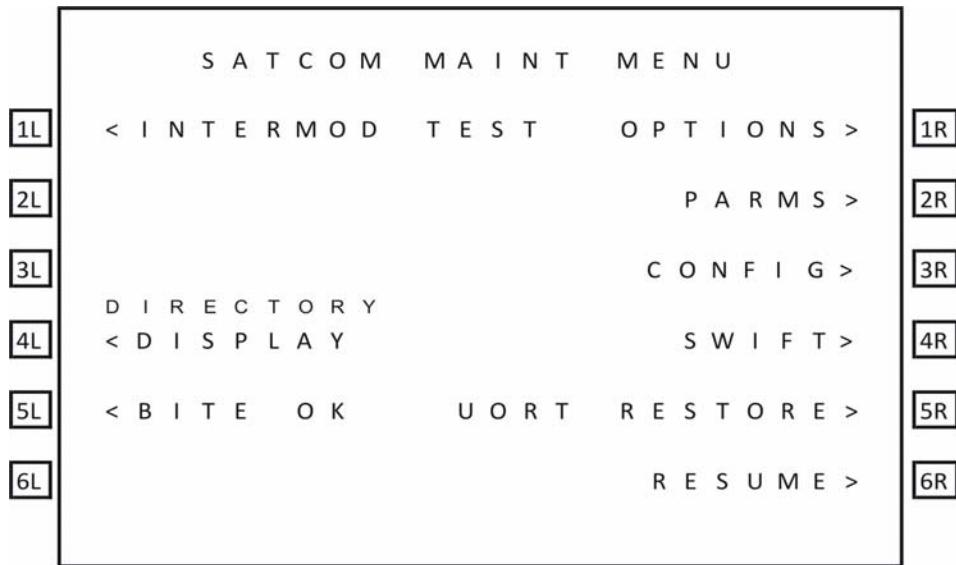 SATCOM MAINT MENU
1L <INTERMOD TEST OPTIONS> 1R
2L PARMS> 2R
3L CONFIG> 3R
DIRECTORY
4L <DISPLAY SWIFT> 4R
5L <BITE OK UORT RESTORE> 5R
6L RESUME> 6R